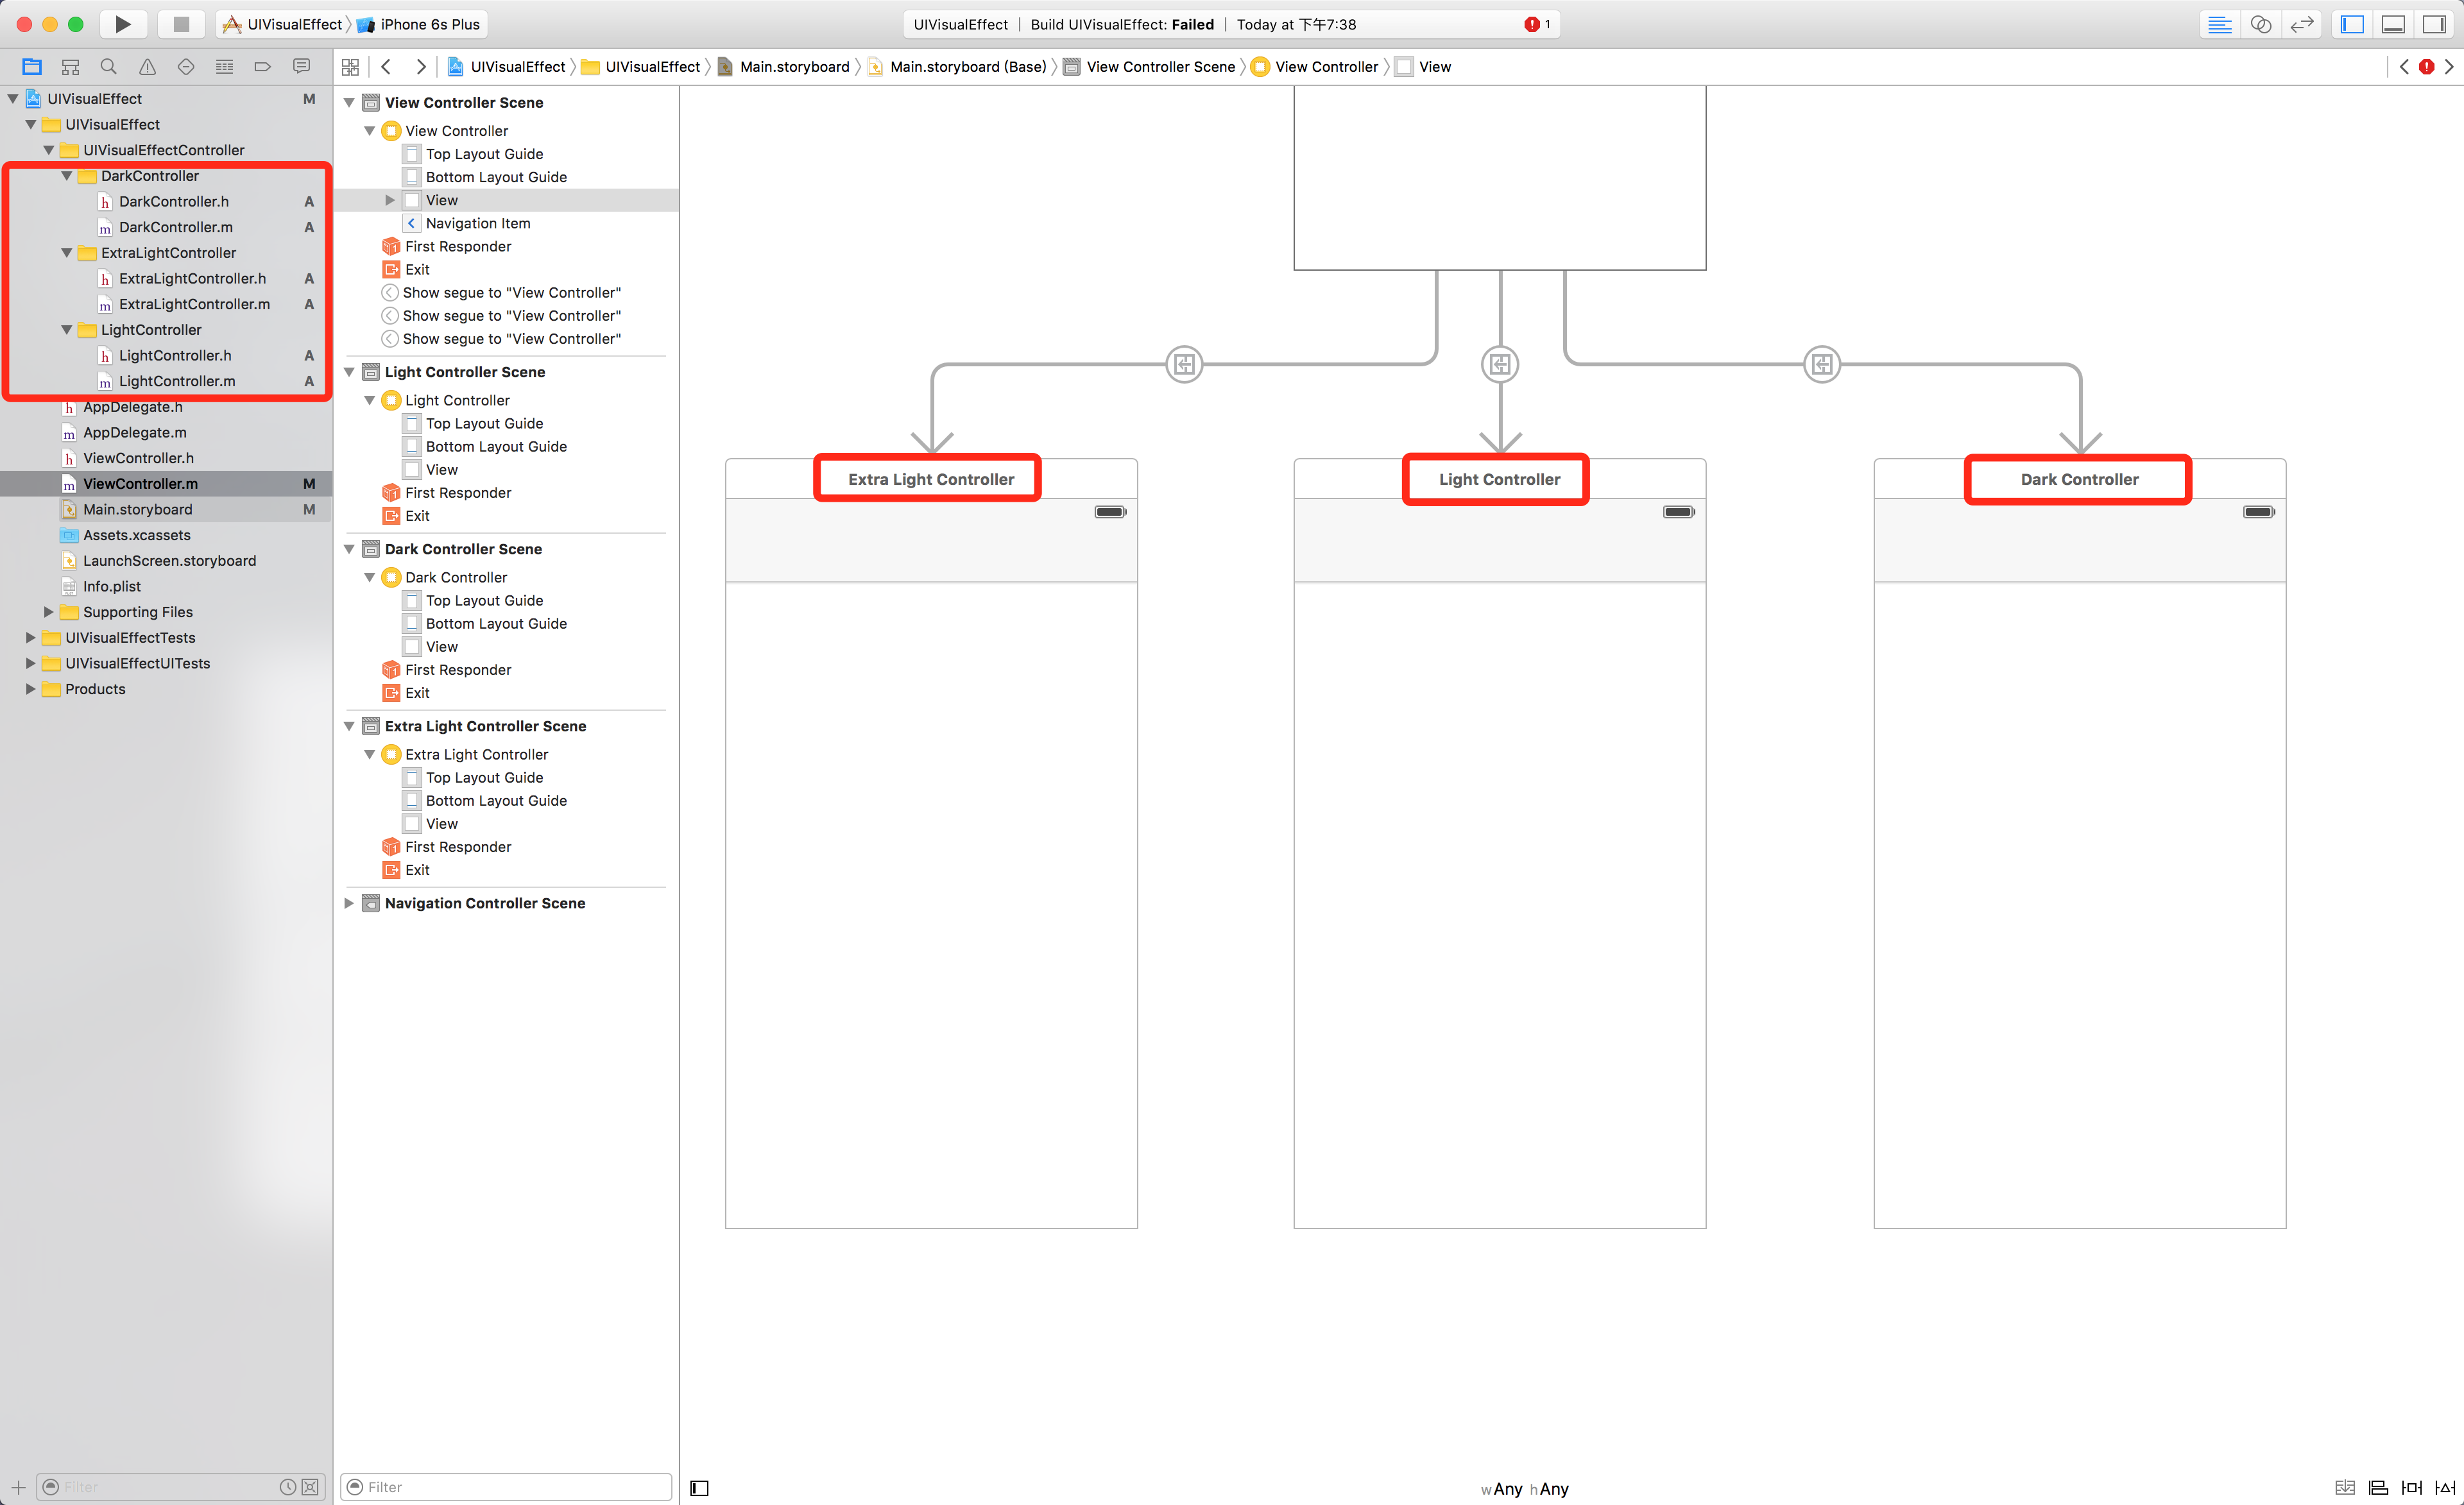 UIVisualEffect iPhone 6s Plus
UIVisualEffect Build UIVisualEffect: Failed Today at 下午7:38 1
UIVisualEffect UIVisualEffect Main.storyboard Main.storyboard (Base) View Controller Scene View Controller View
UIVisualEffect M
UIVisualEffect
UIVisualEffectController
DarkController
h DarkController.h A
m DarkController.m A
ExtraLightController
h ExtraLightController.h A
m ExtraLightController.m A
LightController
h LightController.h A
m LightController.m A
h AppDelegate.h
m AppDelegate.m
h ViewController.h
m ViewController.m M
Main.storyboard M
Assets.xcassets
LaunchScreen.storyboard
Info.plist
Supporting Files
UIVisualEffectTests
UIVisualEffectUITests
Products
Filter
View Controller Scene
View Controller
Top Layout Guide
Bottom Layout Guide
View
Navigation Item
First Responder
Exit
Show segue to "View Controller"
Show segue to "View Controller"
Show segue to "View Controller"
Light Controller Scene
Light Controller
Top Layout Guide
Bottom Layout Guide
View
First Responder
Exit
Dark Controller Scene
Dark Controller
Top Layout Guide
Bottom Layout Guide
View
First Responder
Exit
Extra Light Controller Scene
Extra Light Controller
Top Layout Guide
Bottom Layout Guide
View
First Responder
Exit
Navigation Controller Scene
Filter
Extra Light Controller
Light Controller
Dark Controller
wAny hAny